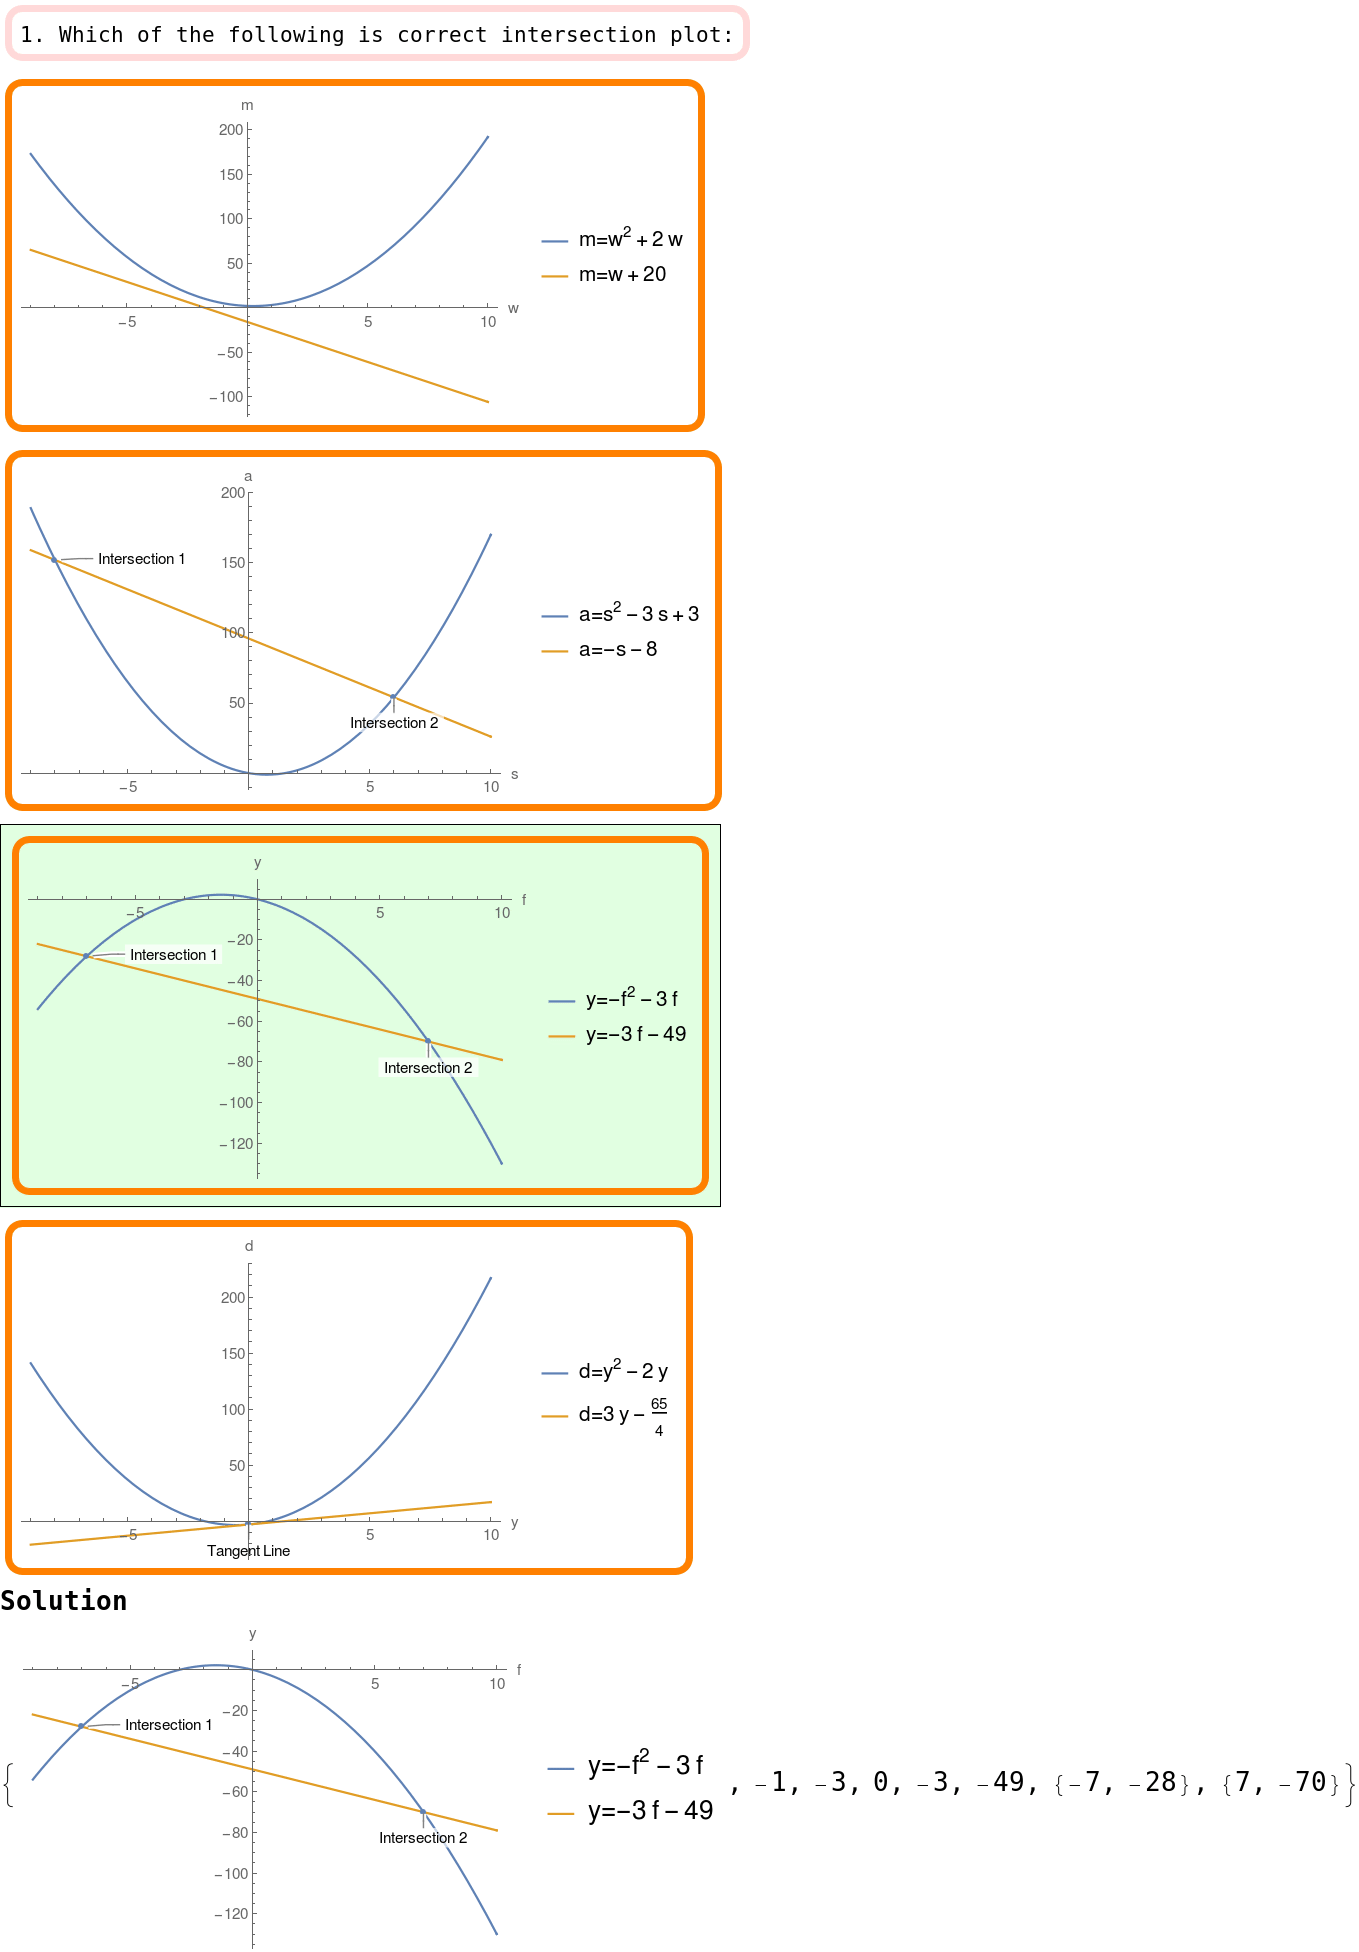 1. Which of the following is correct intersection plot:
m
200
150
100
50
−5 5 10 w
−50
−100
m=w² + 2 w
m=w + 20
a
200
Intersection 1
150
100
50
Intersection 2
−5 5 10 s
a=s² − 3 s + 3
a=−s − 8
y
−5 5 10 f
−20
Intersection 1
−40
−60
−80
Intersection 2
−100
−120
y=−f² − 3 f
y=−3 f − 49
d
200
150
100
50
−5 5 10 y
Tangent Line
d=y² − 2 y
d=3 y − 65/4
Solution
y
−5 5 10 f
−20
Intersection 1
−40
−60
−80
Intersection 2
−100
−120
y=−f² − 3 f
y=−3 f − 49
{ , −1, −3, 0, −3, −49, {−7, −28}, {7, −70}}